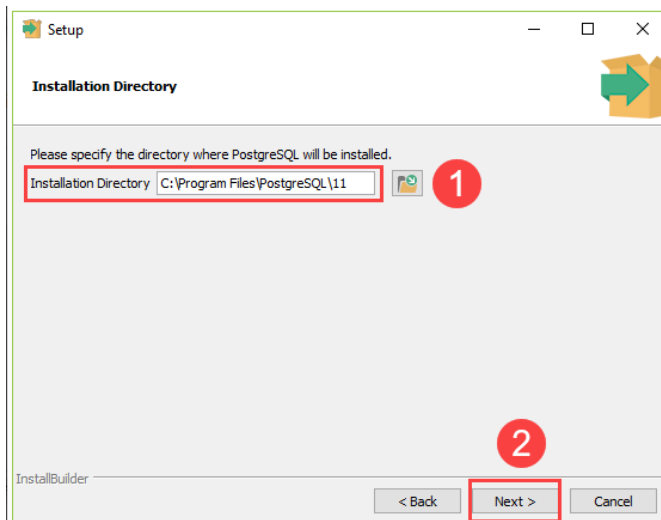 Setup
Installation Directory
Please specify the directory where PostgreSQL will be installed.
Installation Directory C:\Program Files\PostgreSQL\11
1
2
InstallBuilder
< Back Next > Cancel